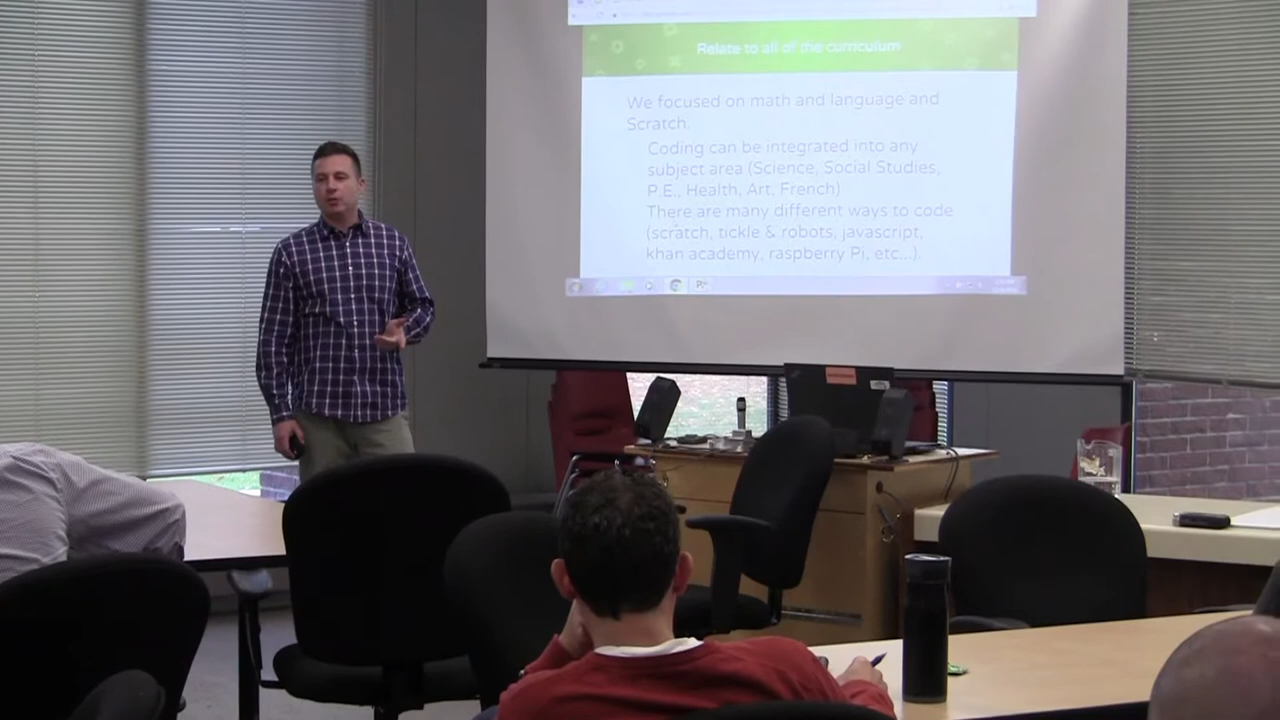 Relate to all of the curriculum
We focused on math and language and
Scratch.
Coding can be integrated into any
subject area (Science, Social Studies,
P.E., Health, Art, French)
There are many different ways to code
(scratch, tickle & robots, javascript,
khan academy, raspberry Pi, etc...).